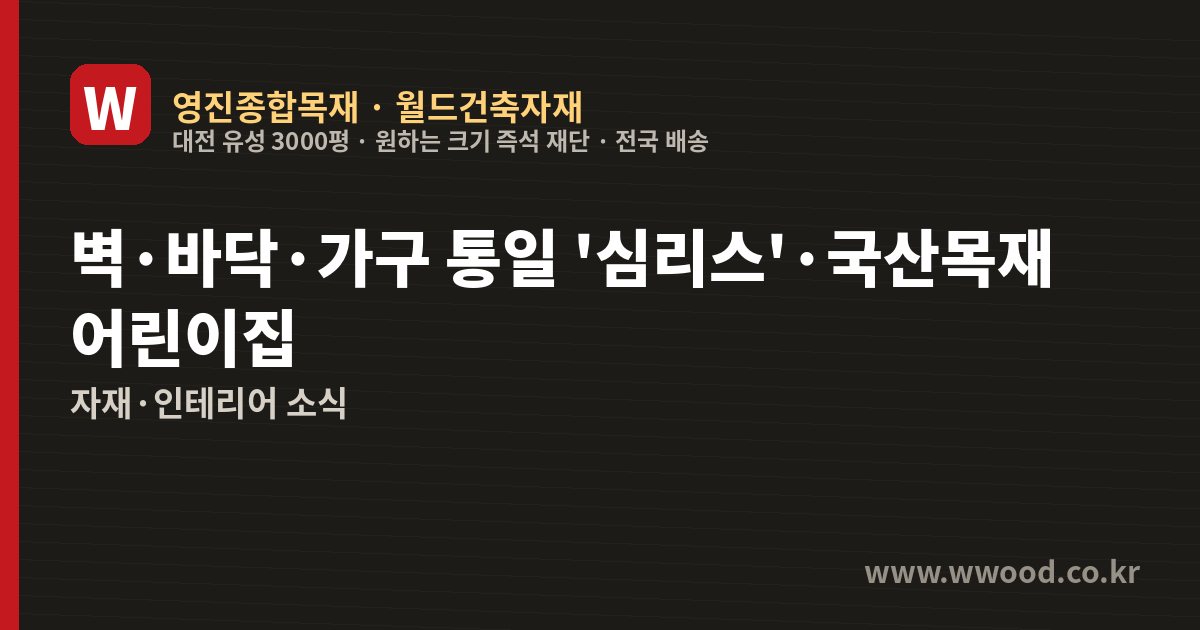 W
영진종합목재 · 월드건축자재
대전 유성 3000평 · 원하는 크기 즉석 재단 · 전국 배송
벽·바닥·가구 통일 '심리스'·국산목재
어린이집
자재·인테리어 소식
www.wwood.co.kr